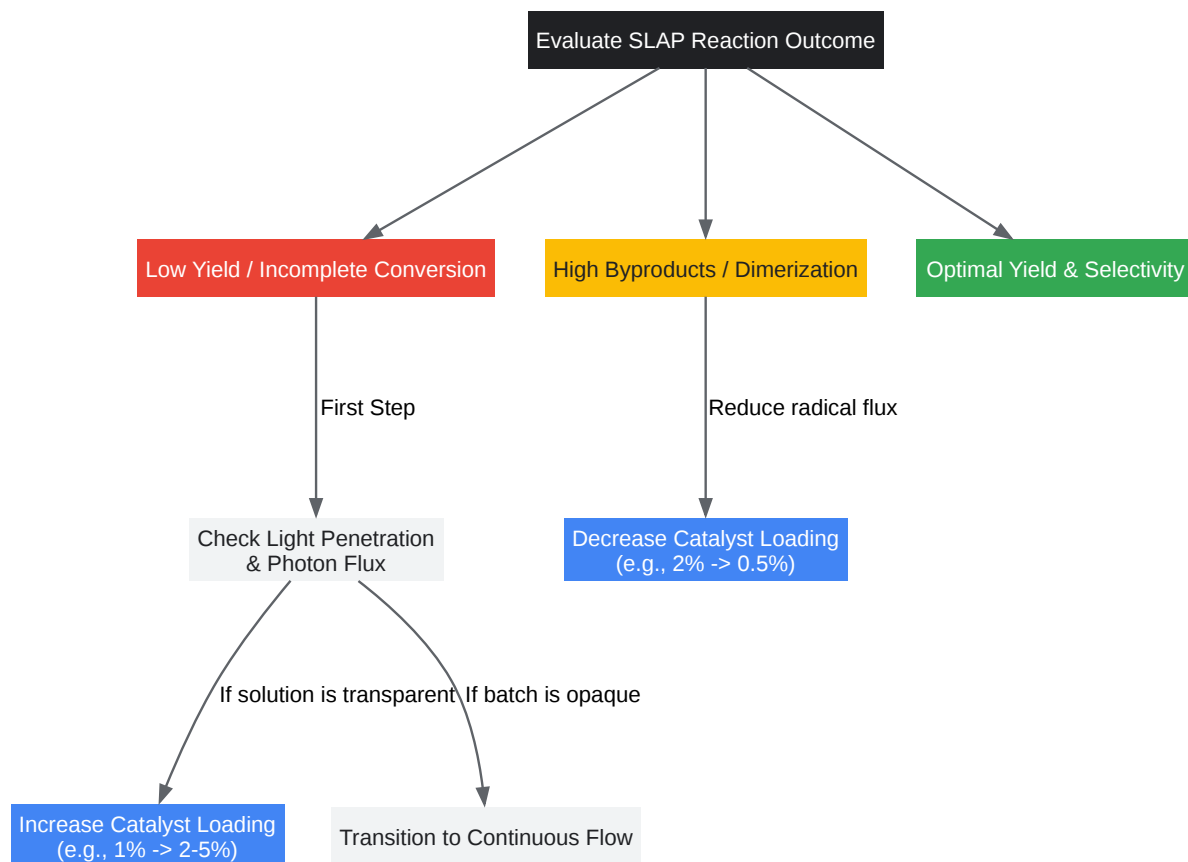 Evaluate SLAP Reaction Outcome
Low Yield / Incomplete Conversion
High Byproducts / Dimerization
Optimal Yield & Selectivity
First Step
Reduce radical flux
Check Light Penetration
& Photon Flux
Decrease Catalyst Loading
(e.g., 2% -> 0.5%)
If solution is transparent
If batch is opaque
Increase Catalyst Loading
(e.g., 1% -> 2-5%)
Transition to Continuous Flow